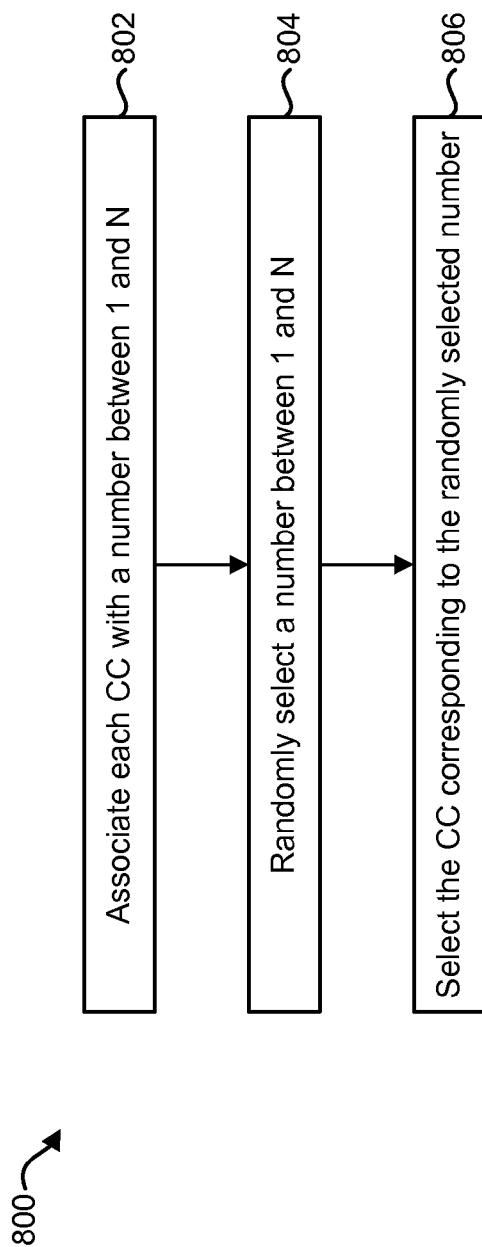 800
Associate each CC with a number between 1 and N
802
Randomly select a number between 1 and N
804
Select the CC corresponding to the randomly selected number
806